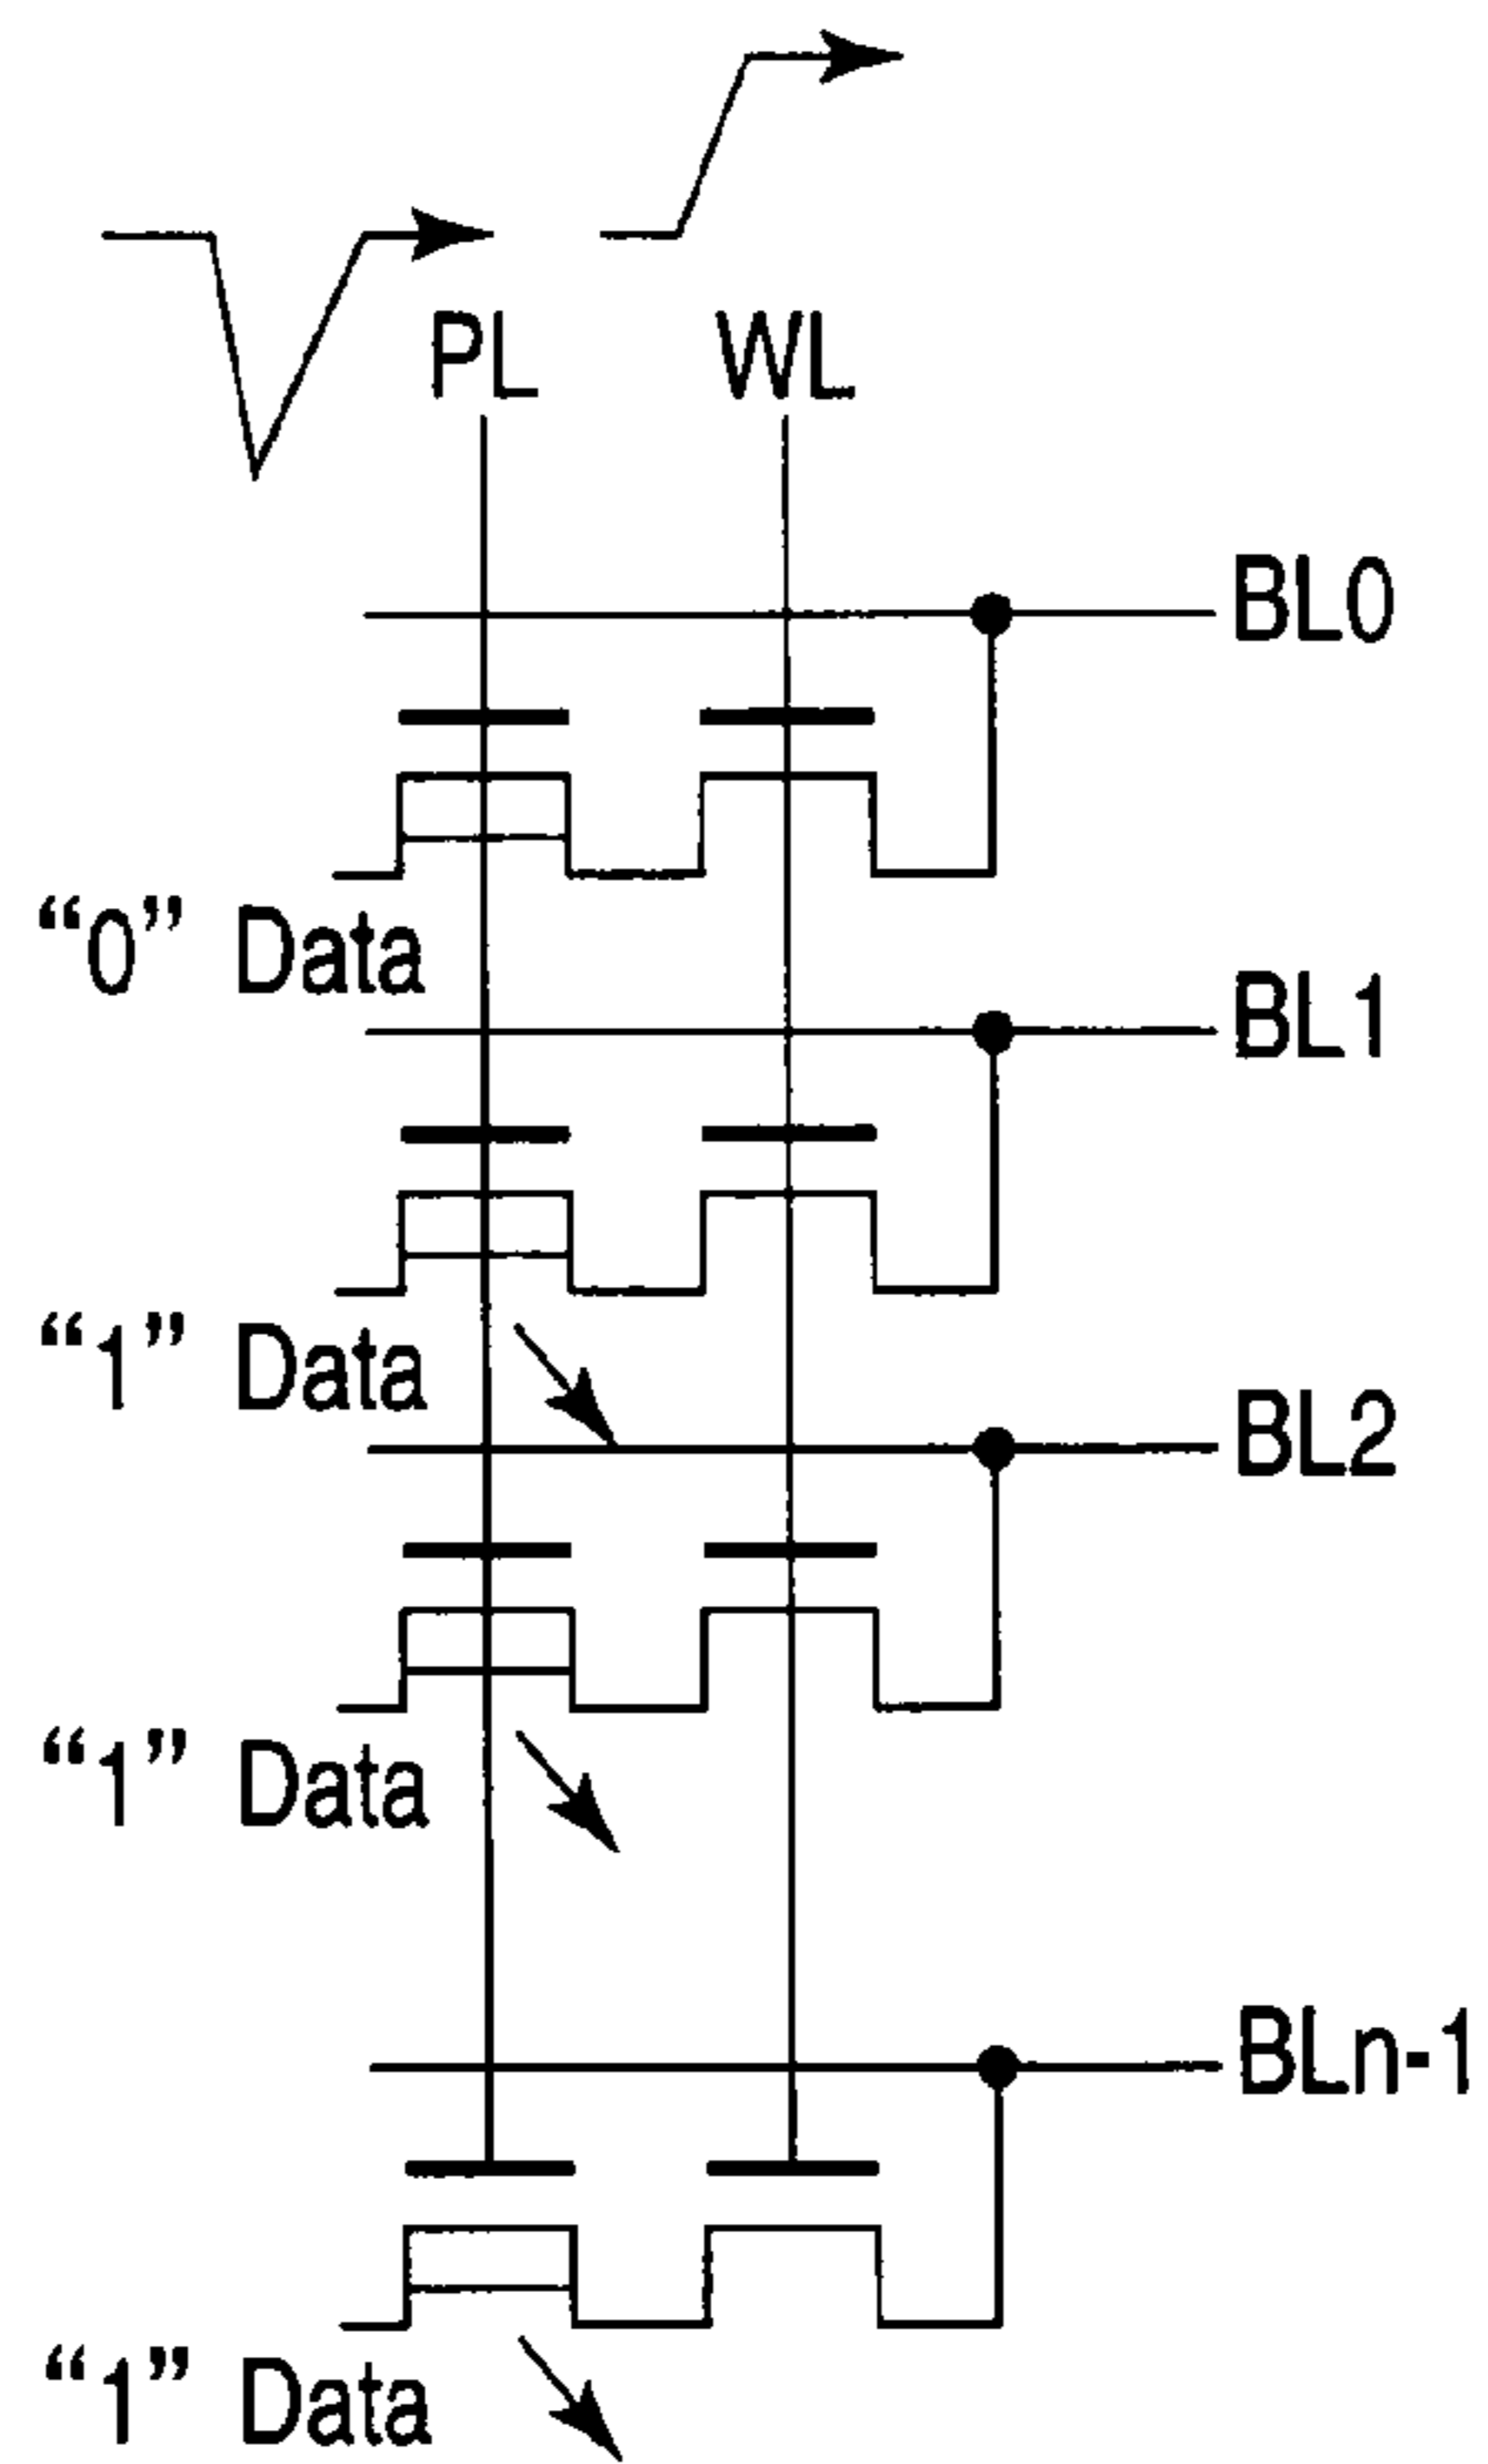 PL WL
BL0
“0” Data
BL1
“1” Data
BL2
“1” Data
BLn-1
“1” Data